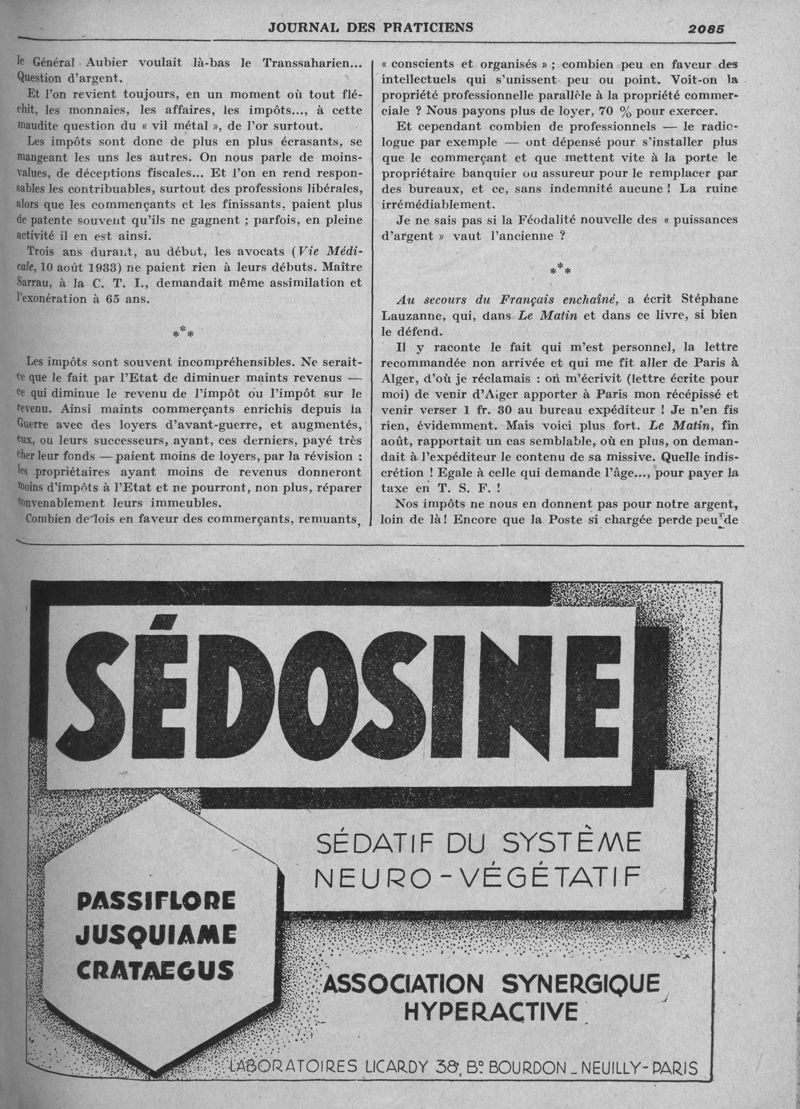 JOURNAL DES PRATICIENS
2085
le Général Aubier voulait là-bas le Transsaharien...
Question d'argent.
Et l'on revient toujours, en un moment où tout flé-
chit, les monnaies, les affaires, les impôts..., à cette
maudite question du « vil métal », de l'or surtout.
Les impôts sont donc de plus en plus écrasants, se
mangeant les uns les autres. On nous parle de moins-
values, de déceptions fiscales... Et l'on en rend respon-
sables les contribuables, surtout des professions libérales,
alors que les commençants et les finissants, paient plus
de patente souvent qu'ils ne gagnent ; parfois, en pleine
activité il en est ainsi.
Trois ans durant, au début, les avocats (Vie Médi-
cale, 10 août 1933) ne paient rien à leurs débuts. Maître
Sarrau, à la C. T. I., demandait même assimilation et
l'exonération à 65 ans.
***
Les impôts sont souvent incompréhensibles. Ne serait-
ce que le fait par l'Etat de diminuer maints revenus —
ce qui diminue le revenu de l'impôt ou l'impôt sur le
revenu. Ainsi maints commerçants enrichis depuis la
Guerre avec des loyers d'avant-guerre, et augmentés,
eux, ou leurs successeurs, ayant, ces derniers, payé très
cher leur fonds — paient moins de loyers, par la révision :
les propriétaires ayant moins de revenus donneront
moins d'impôts à l'Etat et ne pourront, non plus, réparer
convenablement leurs immeubles.
Combien de lois en faveur des commerçants, remuants,
« conscients et organisés » ; combien peu en faveur des
intellectuels qui s'unissent peu ou point. Voit-on la
propriété professionnelle parallèle à la propriété commer-
ciale ? Nous payons plus de loyer, 70 % pour exercer.
Et cependant combien de professionnels — le radio-
logue par exemple — ont dépensé pour s'installer plus
que le commerçant et que mettent vite à la porte le
propriétaire banquier ou assureur pour le remplacer par
des bureaux, et ce, sans indemnité aucune ! La ruine
irrémédiablement.
Je ne sais pas si la Féodalité nouvelle des « puissances
d'argent » vaut l'ancienne ?
***
Au secours du Français enchaîné, a écrit Stéphane
Lauzanne, qui, dans Le Matin et dans ce livre, si bien
le défend.
Il y raconte le fait qui m'est personnel, la lettre
recommandée non arrivée et qui me fit aller de Paris à
Alger, d'où je réclamais : on m'écrivit (lettre écrite pour
moi) de venir d'Alger apporter à Paris mon récépissé et
venir verser 1 fr. 30 au bureau expéditeur ! Je n'en fis
rien, évidemment. Mais voici plus fort. Le Matin, fin
août, rapportait un cas semblable, où en plus, on deman-
dait à l'expéditeur le contenu de sa missive. Quelle indis-
crétion ! Egale à celle qui demande l'âge..., pour payer la
taxe en T. S. F. !
Nos impôts ne nous en donnent pas pour notre argent,
loin de là! Encore que la Poste si chargée perde peu de
SÉDOSINE
SÉDATIF DU SYSTÈME
NEURO-VÉGÉTATIF
PASSIFLORE
JUSQUIAME
CRATAEGUS
ASSOCIATION SYNERGIQUE
HYPERACTIVE
LABORATOIRES LICARDY 38, Bᴰ BOURDON_NEUILLY-PARIS